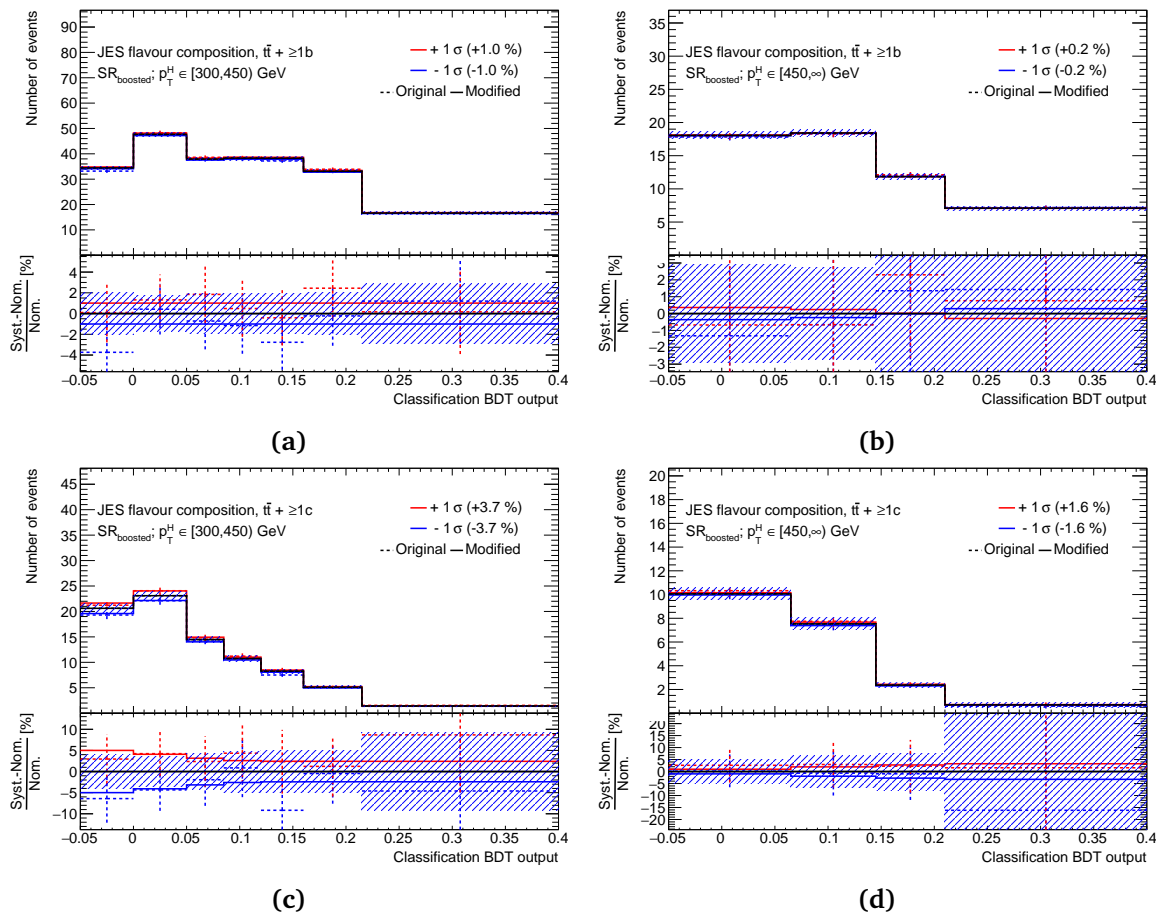 Number of events
90
80
70
60
50
40
30
20
10
JES flavour composition, tt̄ + ≥1b
SR_boosted; p_T^H ∈ [300,450) GeV
+ 1 σ (+1.0 %)
- 1 σ (-1.0 %)
Original Modified
Syst.-Nom. [%]
Nom.
4
2
0
−2
−4
−0.05 0 0.05 0.1 0.15 0.2 0.25 0.3 0.35 0.4
Classification BDT output
(a)
Number of events
35
30
25
20
15
10
5
JES flavour composition, tt̄ + ≥1b
SR_boosted; p_T^H ∈ [450,∞) GeV
+ 1 σ (+0.2 %)
- 1 σ (-0.2 %)
Original Modified
Syst.-Nom. [%]
Nom.
3
2
1
0
−1
−2
−3
−0.05 0 0.05 0.1 0.15 0.2 0.25 0.3 0.35 0.4
Classification BDT output
(b)
Number of events
45
40
35
30
25
20
15
10
5
JES flavour composition, tt̄ + ≥1c
SR_boosted; p_T^H ∈ [300,450) GeV
+ 1 σ (+3.7 %)
- 1 σ (-3.7 %)
Original Modified
Syst.-Nom. [%]
Nom.
10
5
0
−5
−10
−0.05 0 0.05 0.1 0.15 0.2 0.25 0.3 0.35 0.4
Classification BDT output
(c)
Number of events
20
18
16
14
12
10
8
6
4
2
JES flavour composition, tt̄ + ≥1c
SR_boosted; p_T^H ∈ [450,∞) GeV
+ 1 σ (+1.6 %)
- 1 σ (-1.6 %)
Original Modified
Syst.-Nom. [%]
Nom.
20
15
10
5
0
−5
−10
−15
−20
−0.05 0 0.05 0.1 0.15 0.2 0.25 0.3 0.35 0.4
Classification BDT output
(d)